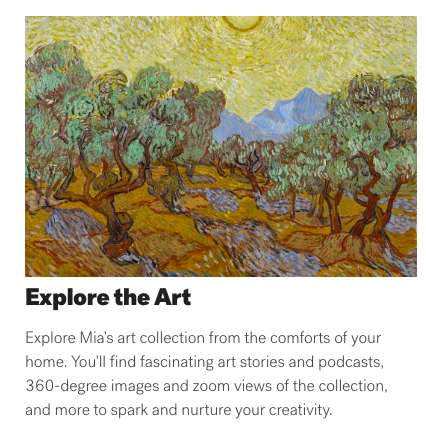 Explore the Art
Explore Mia's art collection from the comforts of your
home. You'll find fascinating art stories and podcasts,
360-degree images and zoom views of the collection,
and more to spark and nurture your creativity.